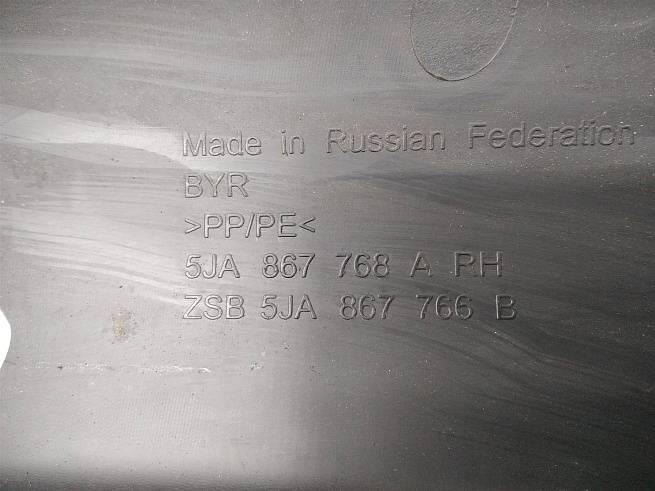 Made in Russian Federation
BYR
>PP/PE<
5JA 867 768 A RH
ZSB 5JA 867 766 B